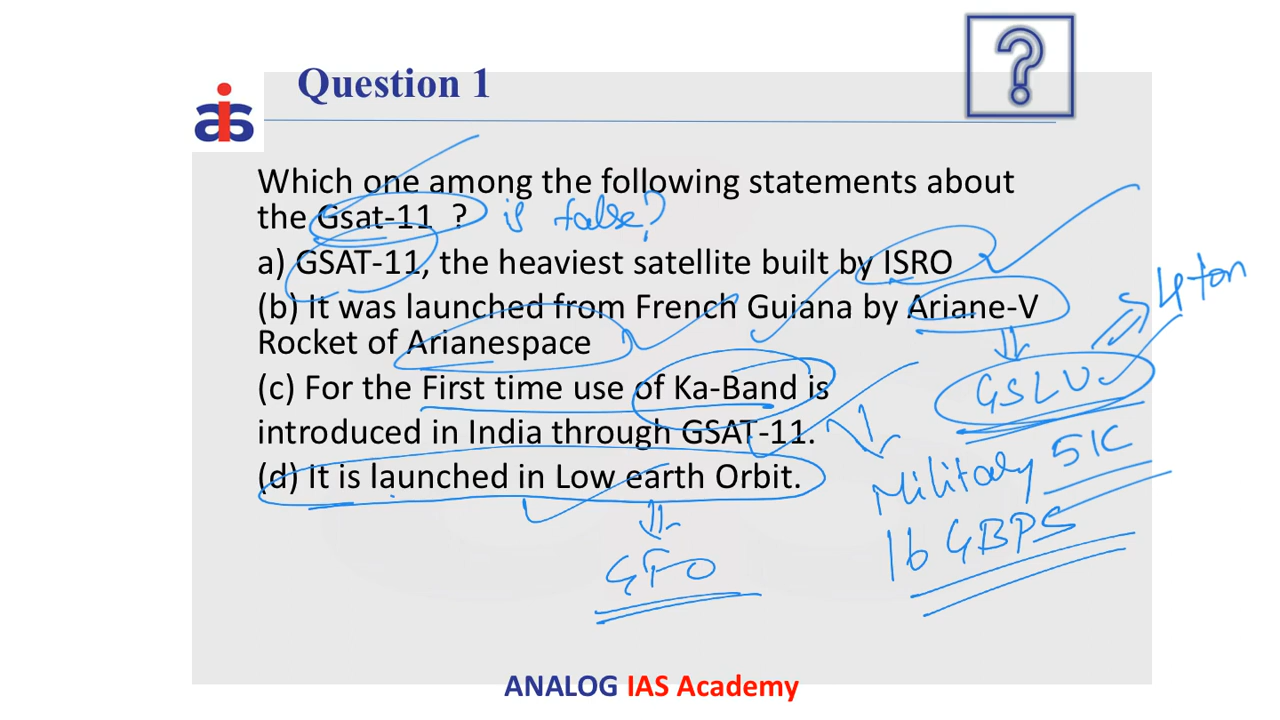 Question 1
ais
Which one among the following statements about
the Gsat-11 ? is false?
a) GSAT-11, the heaviest satellite built by ISRO
(b) It was launched from French Guiana by Ariane-V
Rocket of Arianespace
(c) For the First time use of Ka-Band is
introduced in India through GSAT-11.
(d) It is launched in Low earth Orbit.
4 ton
GSLV
Military
16 GBPS
ANALOG IAS Academy